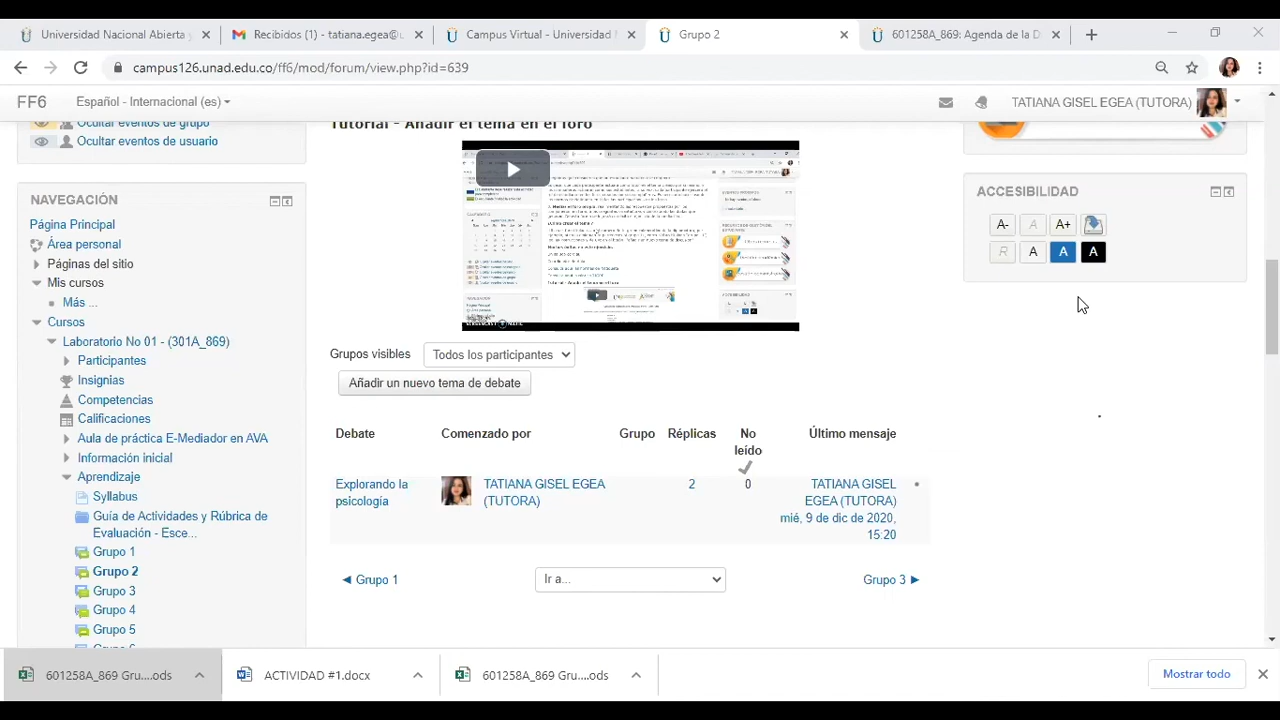 Universidad Nacional Abierta y
Recibidos (1) - tatiana.egea@u
Campus Virtual - Universidad
Grupo 2
601258A_869: Agenda de la D
campus126.unad.edu.co/ff6/mod/forum/view.php?id=639
FF6
Español - Internacional (es)
TATIANA GISEL EGEA (TUTORA)
Ocultar eventos de grupo
Ocultar eventos de usuario
NAVEGACIÓN
Página Principal
Área personal
Páginas del sitio
Mis cursos
Más...
Cursos
Laboratorio No 01 - (301A_869)
Participantes
Insignias
Competencias
Calificaciones
Aula de práctica E-Mediador en AVA
Información inicial
Aprendizaje
Syllabus
Guía de Actividades y Rúbrica de
Evaluación - Esce...
Grupo 1
Grupo 2
Grupo 3
Grupo 4
Grupo 5
Tutorial - Añadir el tema en el foro
Grupos visibles
Todos los participantes
Añadir un nuevo tema de debate
Debate Comenzado por Grupo Réplicas No Último mensaje
leído
Explorando la TATIANA GISEL EGEA 2 0 TATIANA GISEL
psicología (TUTORA) EGEA (TUTORA)
mié, 9 de dic de 2020,
15:20
◄ Grupo 1
Ir a...
Grupo 3 ►
ACCESIBILIDAD
A- A A+
R A A A
601258A_869 Gru....ods
ACTIVIDAD #1.docx
601258A_869 Gru....ods
Mostrar todo